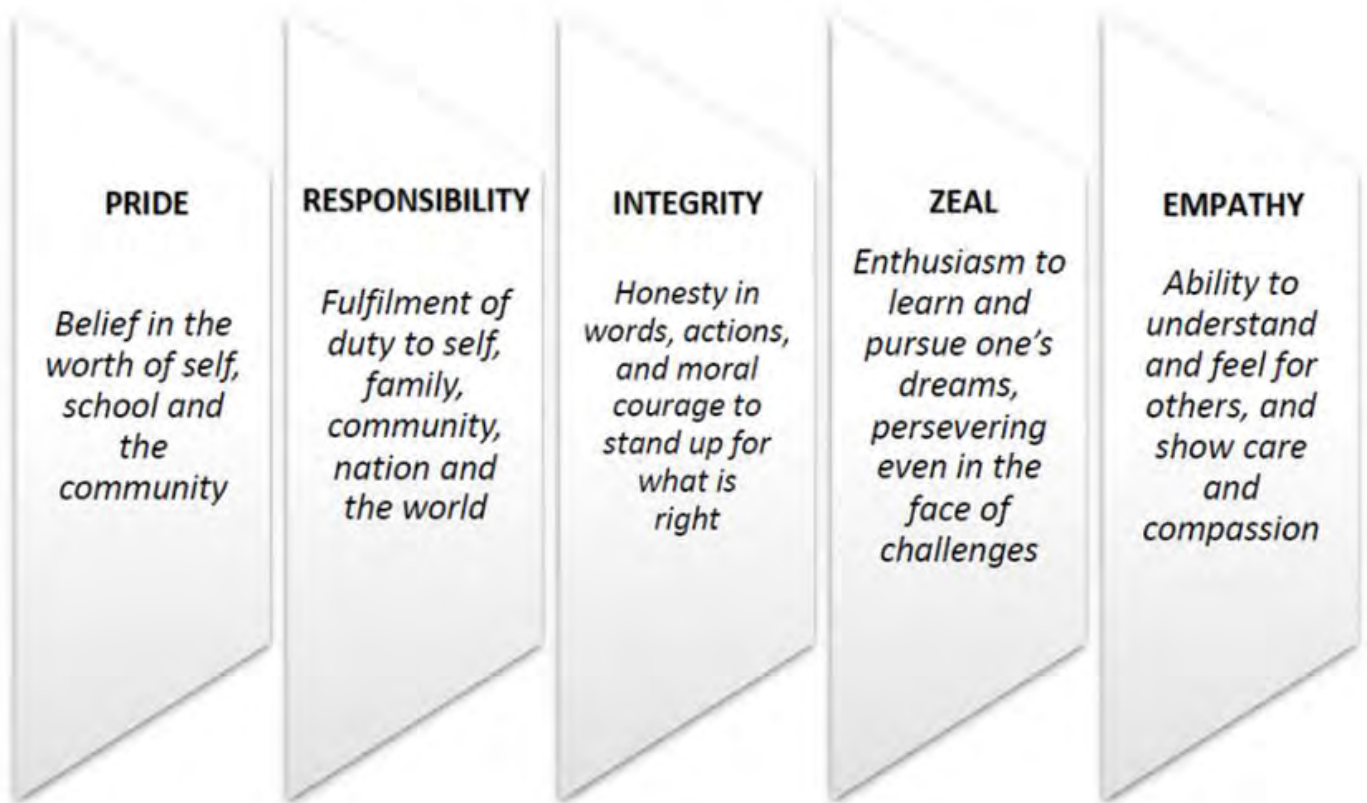 PRIDE
Belief in the
worth of self,
school and
the
community
RESPONSIBILITY
Fulfilment of
duty to self,
family,
community,
nation and
the world
INTEGRITY
Honesty in
words, actions,
and moral
courage to
stand up for
what is
right
ZEAL
Enthusiasm to
learn and
pursue one’s
dreams,
persevering
even in the
face of
challenges
EMPATHY
Ability to
understand
and feel for
others, and
show care
and
compassion